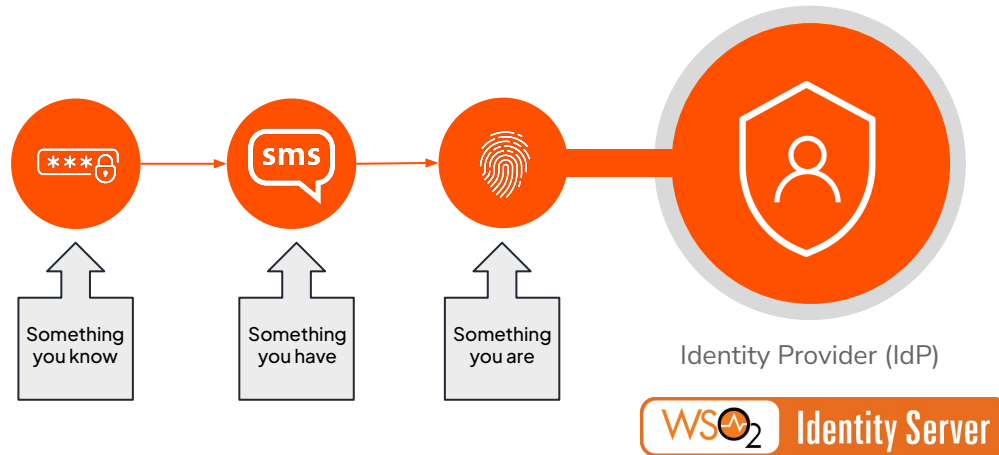 ***
sms
Something
you know
Something
you have
Something
you are
Identity Provider (IdP)
WSO2 Identity Server